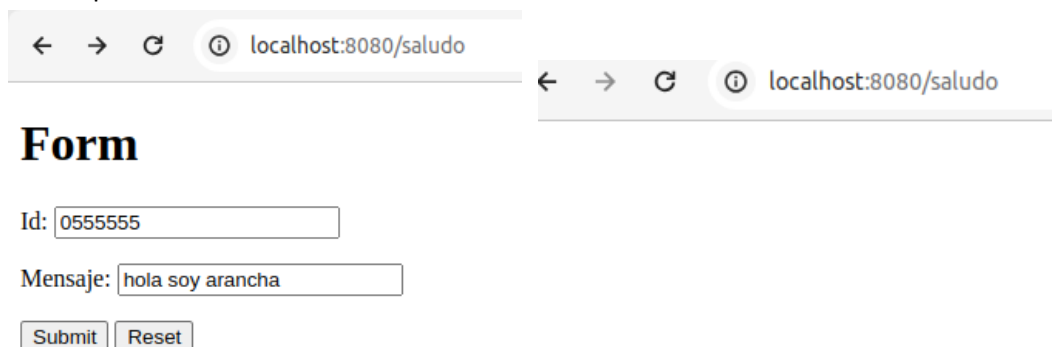 localhost:8080/saludo
Form
Id: 0555555
Mensaje: hola soy arancha
Submit Reset
localhost:8080/saludo